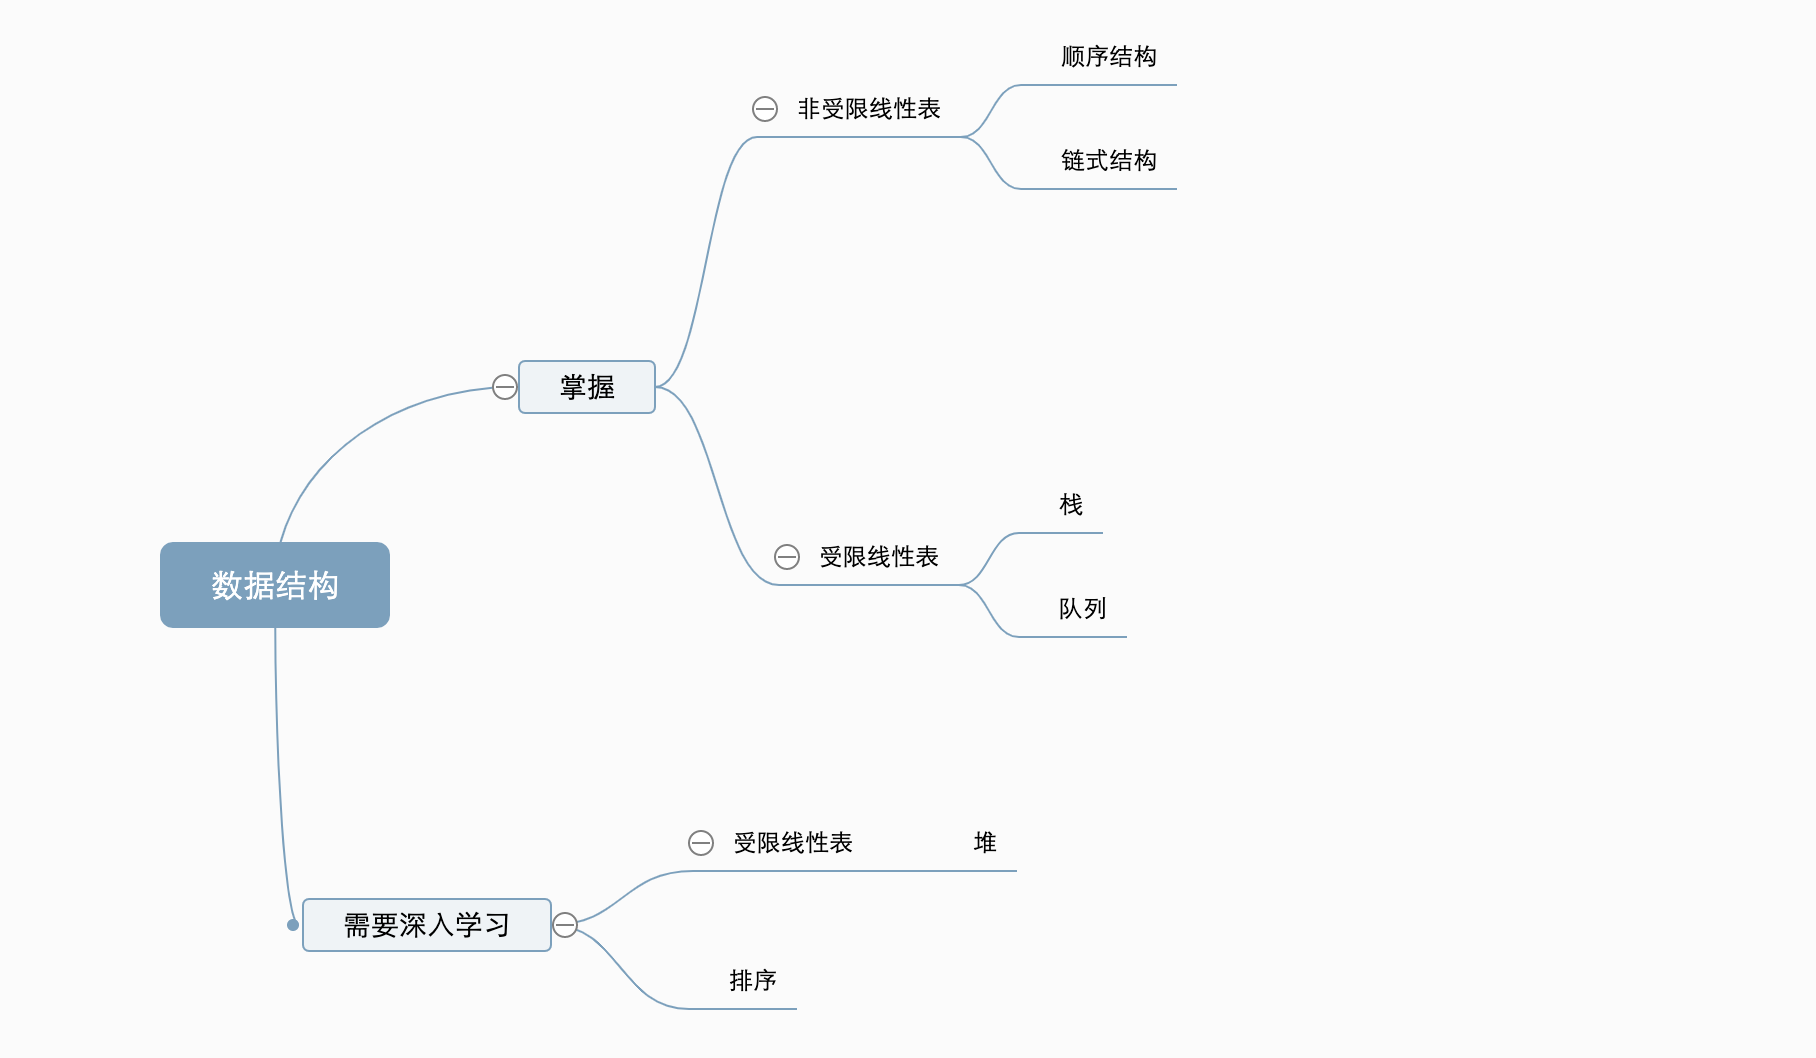 数据结构
掌握
非受限线性表
顺序结构
链式结构
受限线性表
栈
队列
需要深入学习
受限线性表
堆
排序